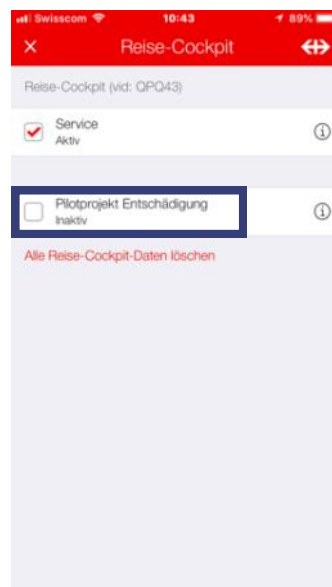 Swisscom 10:43 89%
Reise-Cockpit
Reise-Cockpit (vid: QPQ43)
Service
Aktiv
Pilotprojekt Entschädigung
Inaktiv
Alle Reise-Cockpit-Daten löschen